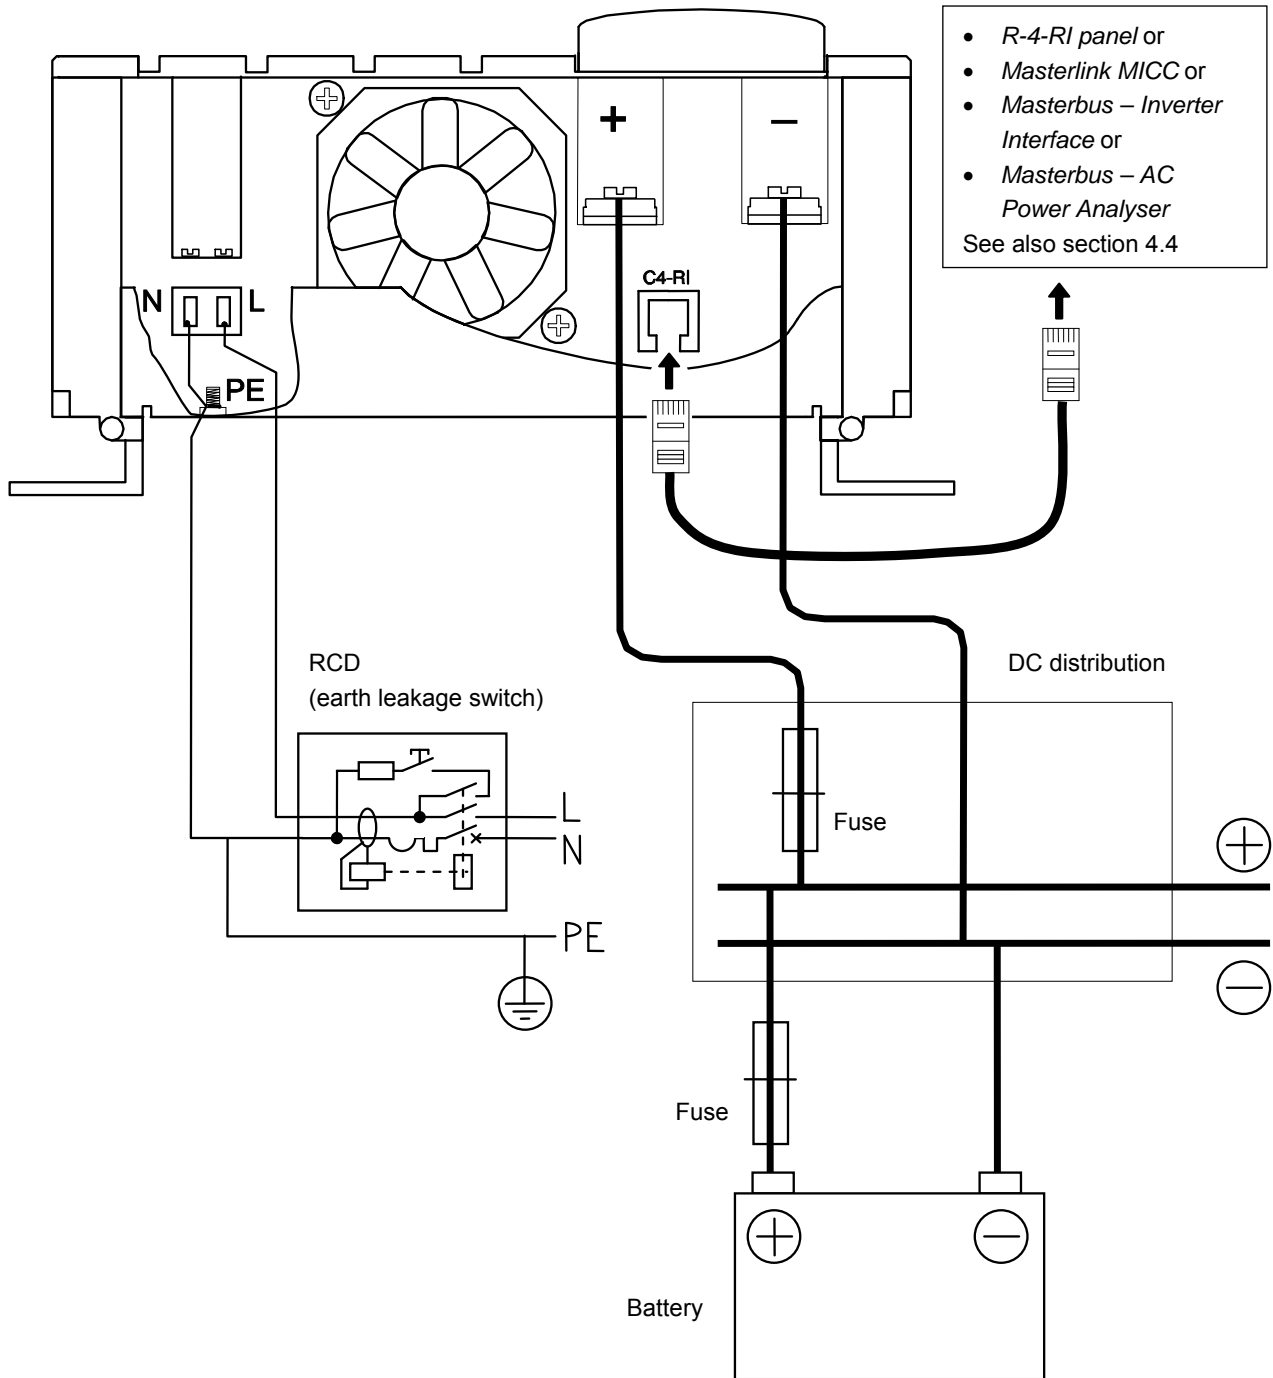 • R-4-RI panel or
• Masterlink MICC or
• Masterbus – Inverter
Interface or
• Masterbus – AC
Power Analyser
See also section 4.4
+
−
C4-RI
N
L
PE
RCD
(earth leakage switch)
DC distribution
L
N
PE
Fuse
+
−
Fuse
+
−
Battery